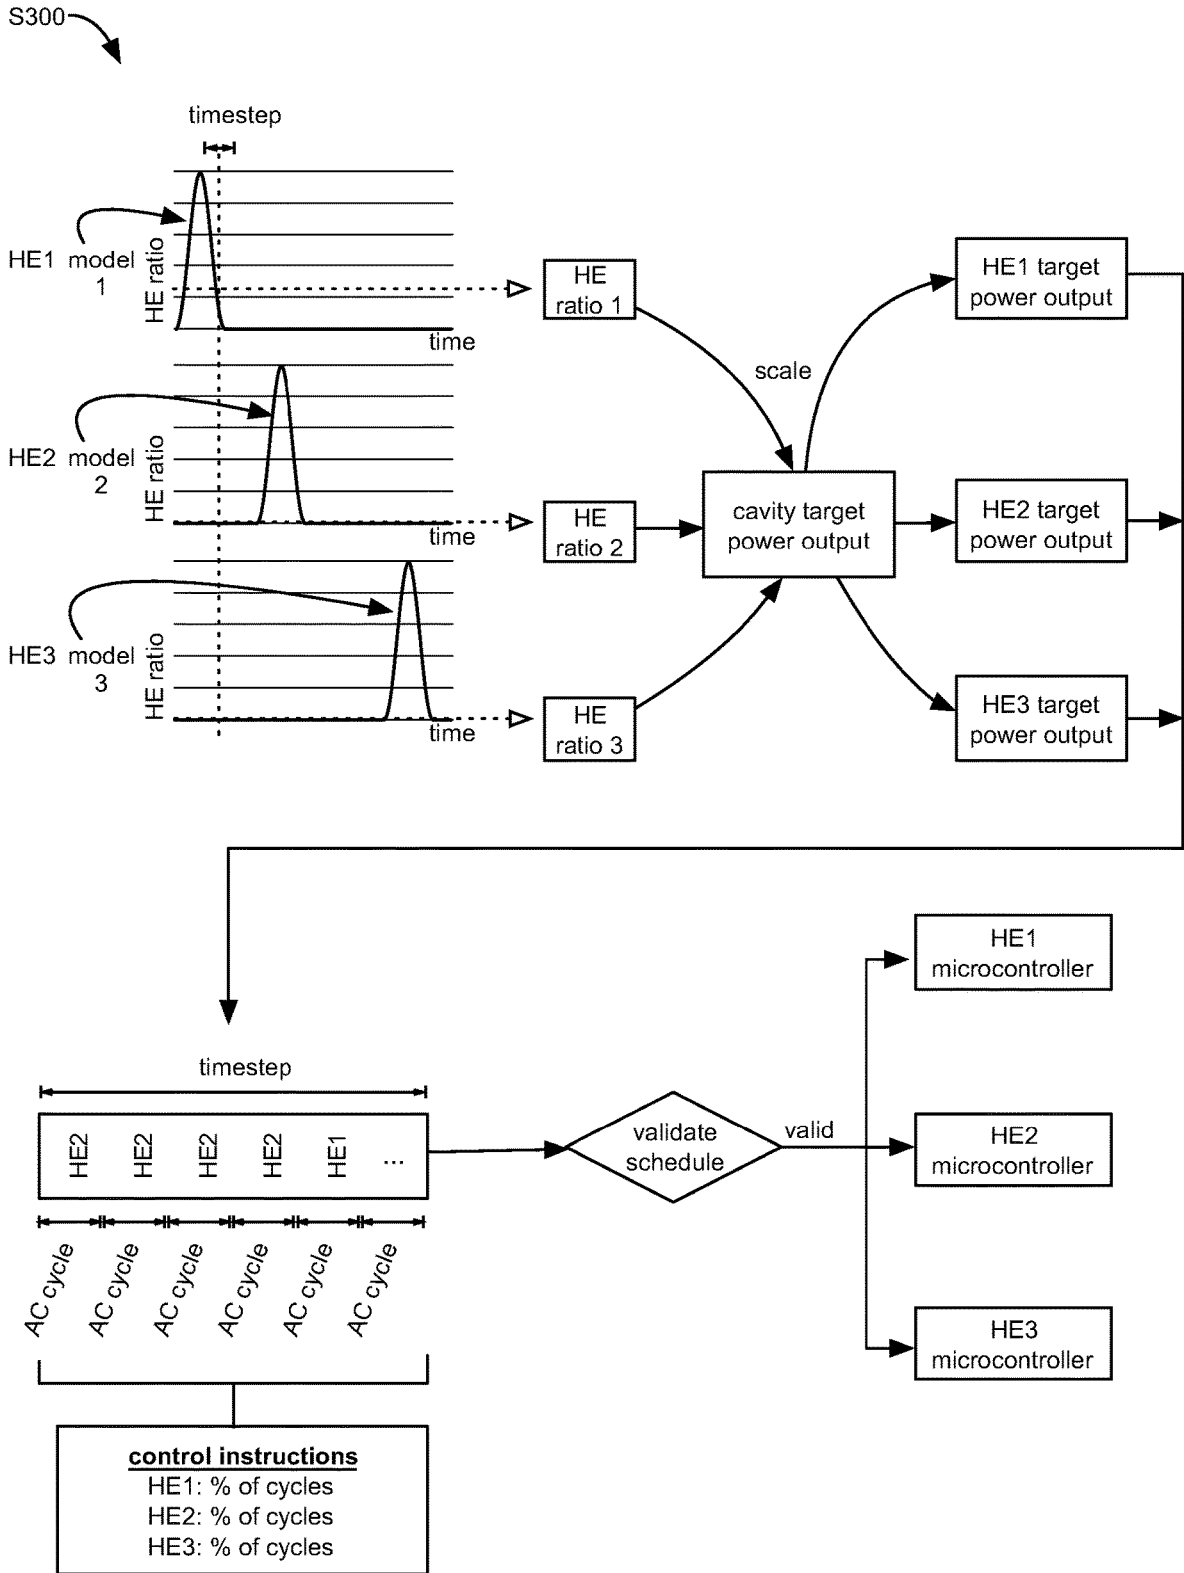 S300
timestep
HE1 model
1
HE ratio
time
HE
ratio 1
HE1 target
power output
scale
HE2 model
2
HE ratio
time
HE
ratio 2
cavity target
power output
HE2 target
power output
HE3 model
3
HE ratio
time
HE
ratio 3
HE3 target
power output
timestep
HE2
HE2
HE2
HE2
HE1
...
AC cycle
AC cycle
AC cycle
AC cycle
AC cycle
AC cycle
validate
schedule
valid
HE1
microcontroller
HE2
microcontroller
HE3
microcontroller
control instructions
HE1: % of cycles
HE2: % of cycles
HE3: % of cycles